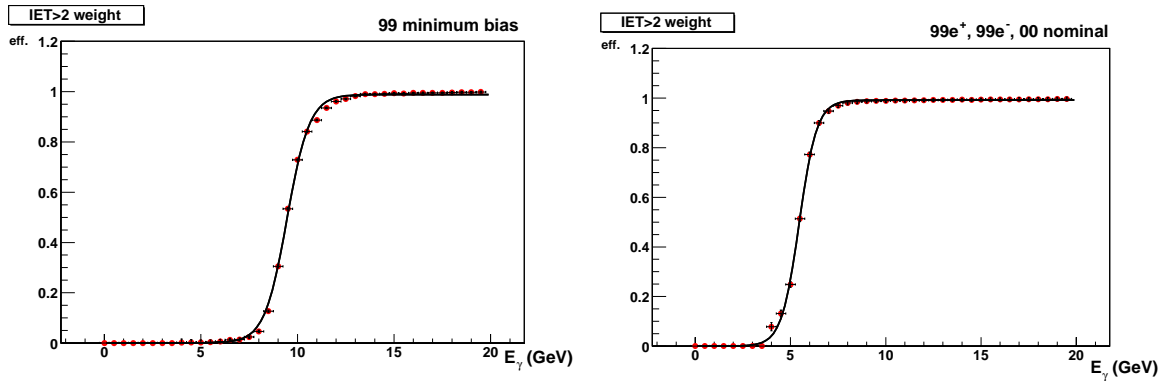 IET>2 weight
99 minimum bias
eff.
1.2
1
0.8
0.6
0.4
0.2
0
0 5 10 15 20
E_γ (GeV)
IET>2 weight
99e⁺, 99e⁻, 00 nominal
eff.
1.2
1
0.8
0.6
0.4
0.2
0
0 5 10 15 20
E_γ (GeV)